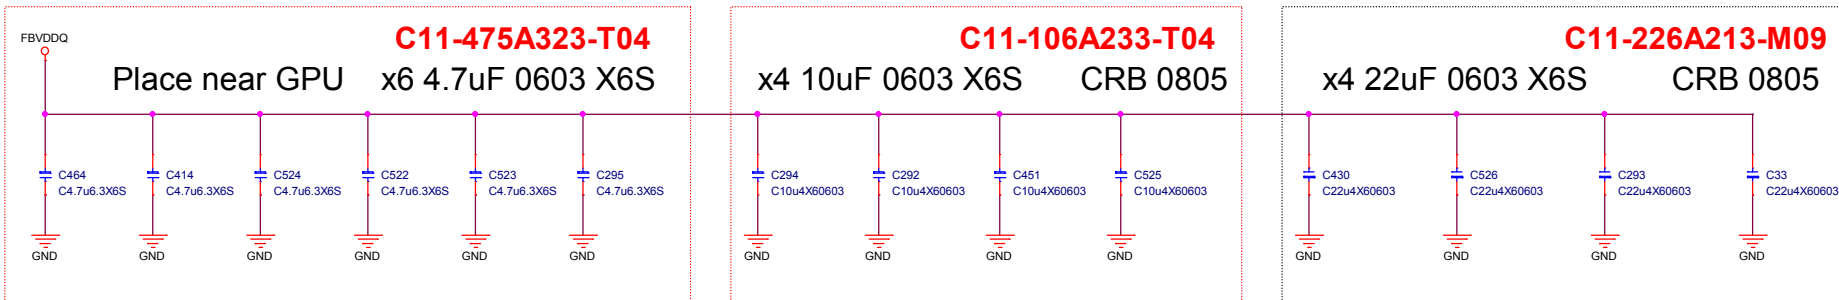 FBVDDQ
C11-475A323-T04
Place near GPU x6 4.7uF 0603 X6S
C464
C4.7u6.3X6S
GND
C414
C4.7u6.3X6S
GND
C524
C4.7u6.3X6S
GND
C522
C4.7u6.3X6S
GND
C523
C4.7u6.3X6S
GND
C295
C4.7u6.3X6S
GND
C11-106A233-T04
x4 10uF 0603 X6S CRB 0805
C294
C10u4X60603
GND
C292
C10u4X60603
GND
C451
C10u4X60603
GND
C525
C10u4X60603
GND
C11-226A213-M09
x4 22uF 0603 X6S CRB 0805
C430
C22u4X60603
GND
C526
C22u4X60603
GND
C293
C22u4X60603
GND
C33
C22u4X60603
GND